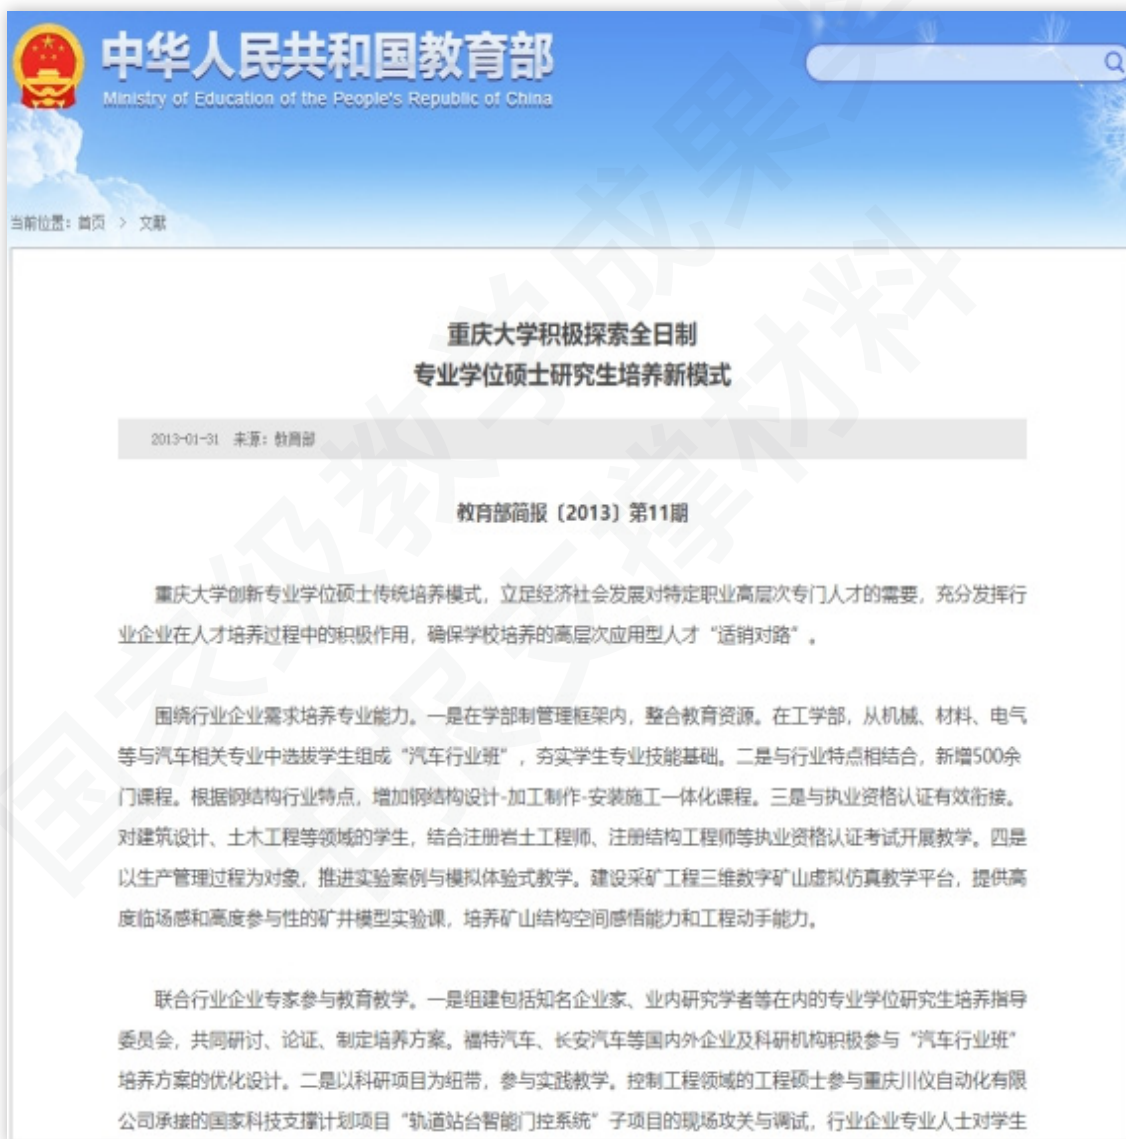 中华人民共和国教育部
Ministry of Education of the People's Republic of China
当前位置：首页 > 文献
重庆大学积极探索全日制
专业学位硕士研究生培养新模式
2013-01-31 来源：教育部
教育部简报〔2013〕第11期
重庆大学创新专业学位硕士传统培养模式，立足经济社会发展对特定职业高层次专门人才的需要，充分发挥行
业企业在人才培养过程中的积极作用，确保学校培养的高层次应用型人才“适销对路”。
围绕行业企业需求培养专业能力。一是在学部制管理框架内，整合教育资源。在工学部，从机械、材料、电气
等与汽车相关专业中选拔学生组成“汽车行业班”，夯实学生专业技能基础。二是与行业特点相结合，新增500余
门课程。根据钢结构行业特点，增加钢结构设计-加工制作-安装施工一体化课程。三是与执业资格认证有效衔接。
对建筑设计、土木工程等领域的学生，结合注册岩土工程师、注册结构工程师等执业资格认证考试开展教学。四是
以生产管理过程为对象，推进实验案例与模拟体验式教学。建设采矿工程三维数字矿山虚拟仿真教学平台，提供高
度临场感和高度参与性的矿井模型实验课，培养矿山结构空间感悟能力和工程动手能力。
联合行业企业专家参与教育教学。一是组建包括知名企业家、业内研究学者等在内的专业学位研究生培养指导
委员会，共同研讨、论证、制定培养方案。福特汽车、长安汽车等国内外企业及科研机构积极参与“汽车行业班”
培养方案的优化设计。二是以科研项目为纽带，参与实践教学。控制工程领域的工程硕士参与重庆川仪自动化有限
公司承接的国家科技支撑计划项目“轨道站台智能门控系统”子项目的现场攻关与调试，行业企业专业人士对学生
国家级教学成果奖
申报支撑材料